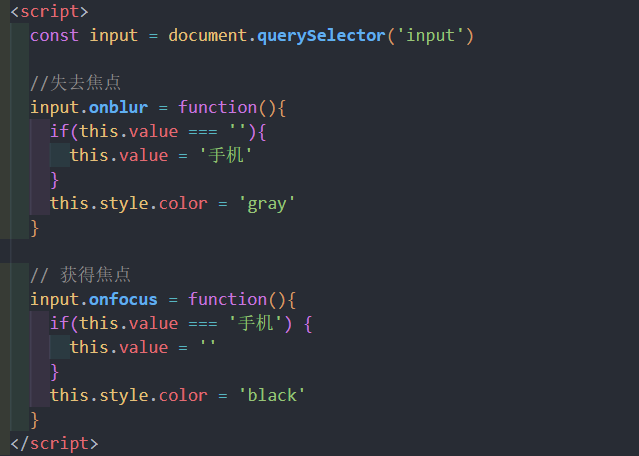 <script>
const input = document.querySelector('input')
//失去焦点
input.onblur = function(){
if(this.value === ''){
this.value = '手机'
}
this.style.color = 'gray'
}
// 获得焦点
input.onfocus = function(){
if(this.value === '手机') {
this.value = ''
}
this.style.color = 'black'
}
</script>